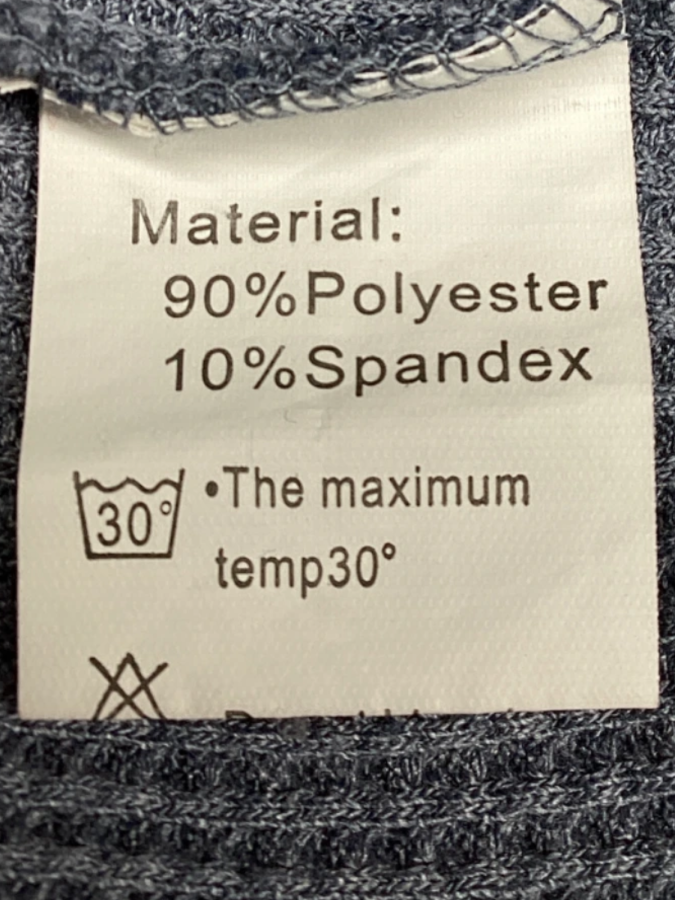 Material:
90%Polyester
10%Spandex
30° •The maximum
temp30°